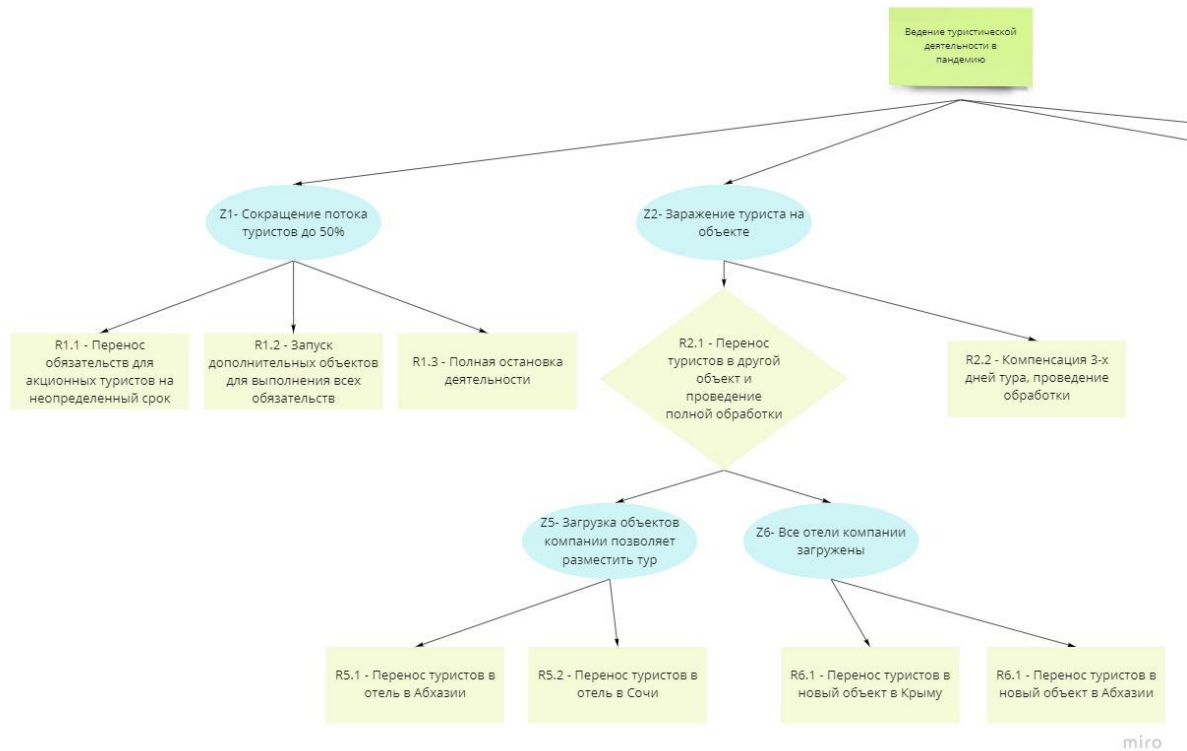 Ведение туристической
деятельности в
пандемию
Z1- Сокращение потока
туристов до 50%
Z2- Заражение туриста на
объекте
R1.1 - Перенос
обязательств для
акционных туристов на
неопределенный срок
R1.2 - Запуск
дополнительных объектов
для выполнения всех
обязательств
R1.3 - Полная остановка
деятельности
R2.1 - Перенос
туристов в другой
объект и
проведение
полной обработки
R2.2 - Компенсация 3-х
дней тура, проведение
обработки
Z5- Загрузка объектов
компании позволяет
разместить тур
Z6- Все отели компании
загружены
R5.1 - Перенос туристов в
отель в Абхазии
R5.2 - Перенос туристов в
отель в Сочи
R6.1 - Перенос туристов в
новый объект в Крыму
R6.1 - Перенос туристов в
новый объект в Абхазии
miro